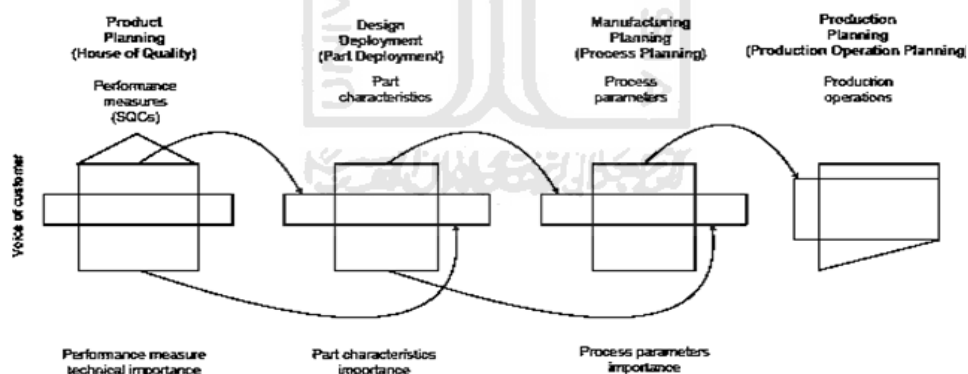 Product
Planning
(House of Quality)
Performance
measures
(SQCs)
Design
Deployment
(Part Deployment)
Part
characteristics
Manufacturing
Planning
(Process Planning)
Process
parameters
Production
Planning
(Production Operation Planning)
Production
operations
Voice of customer
Performance measure
technical importance
Part characteristics
importance
Process parameters
importance